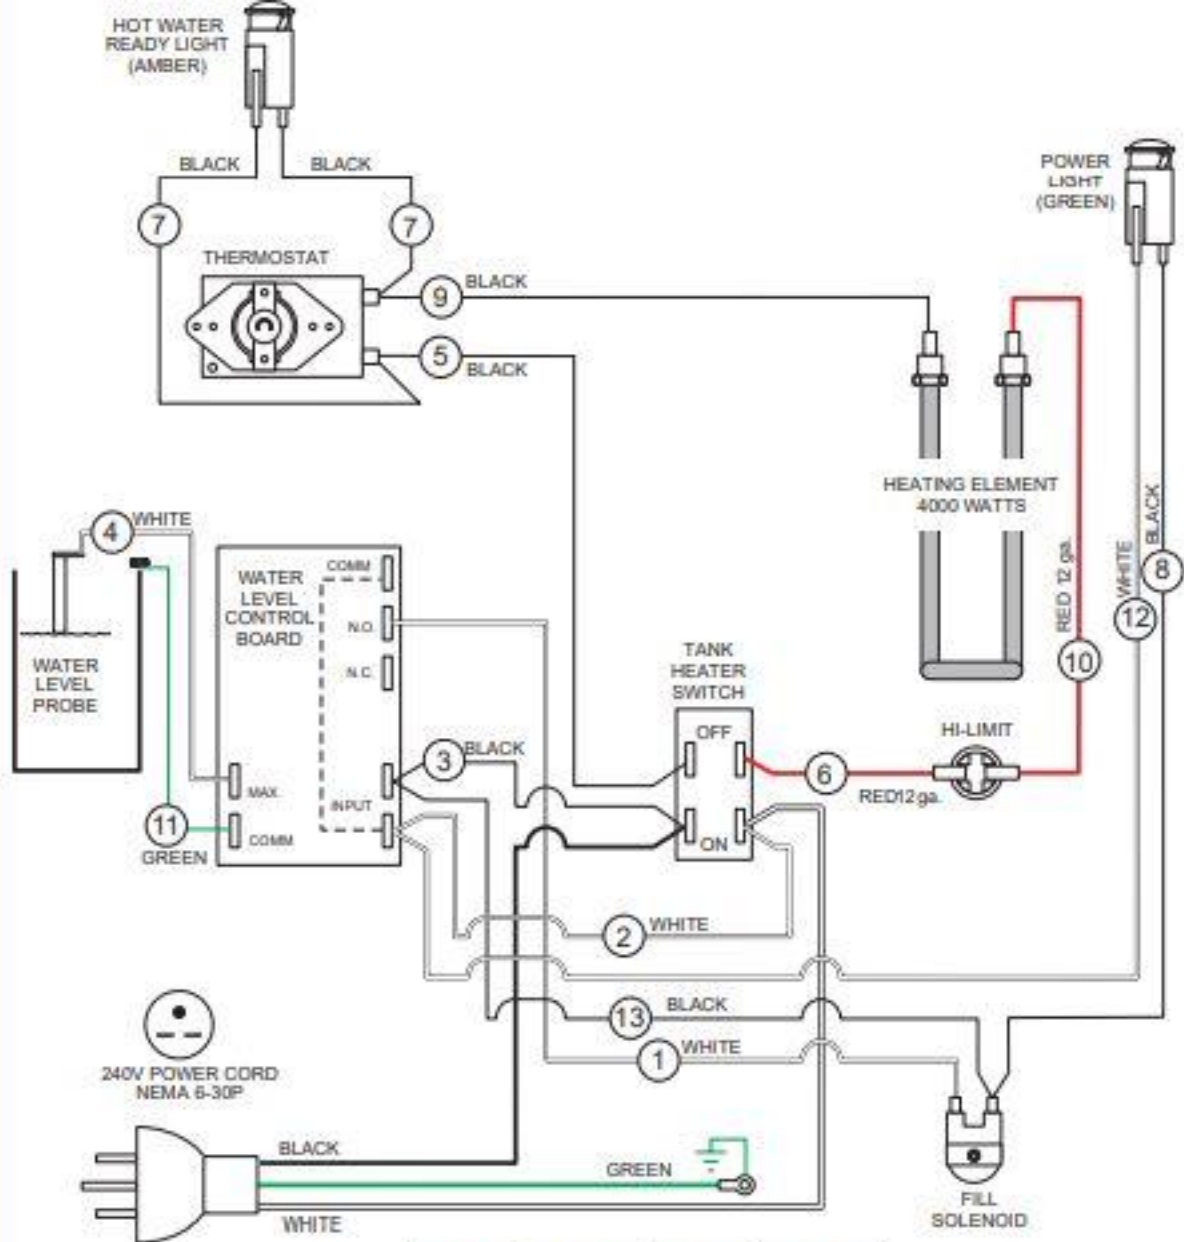 HOT WATER
READY LIGHT
(AMBER)
BLACK
BLACK
7
7
THERMOSTAT
9
BLACK
5
BLACK
POWER
LIGHT
(GREEN)
HEATING ELEMENT
4000 WATTS
RED 12 ga.
10
WHITE
12
BLACK
8
4
WHITE
WATER
LEVEL
PROBE
11
GREEN
WATER
LEVEL
CONTROL
BOARD
COMM
N.O.
N.C.
MAX.
INPUT
COMM
3
BLACK
TANK
HEATER
SWITCH
OFF
ON
6
RED12 ga.
HI-LIMIT
2
WHITE
13
BLACK
1
WHITE
240V POWER CORD
NEMA 6-30P
BLACK
GREEN
WHITE
FILL
SOLENOID